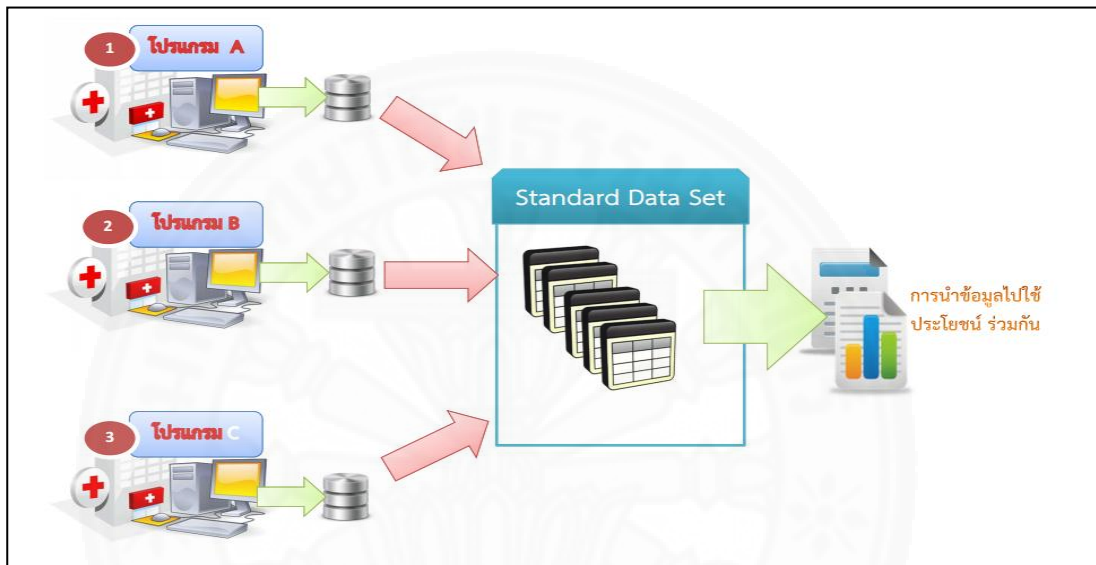 1
โปรแกรม A
2
โปรแกรม B
3
โปรแกรม C
Standard Data Set
การนำข้อมูลไปใช้
ประโยชน์ ร่วมกัน